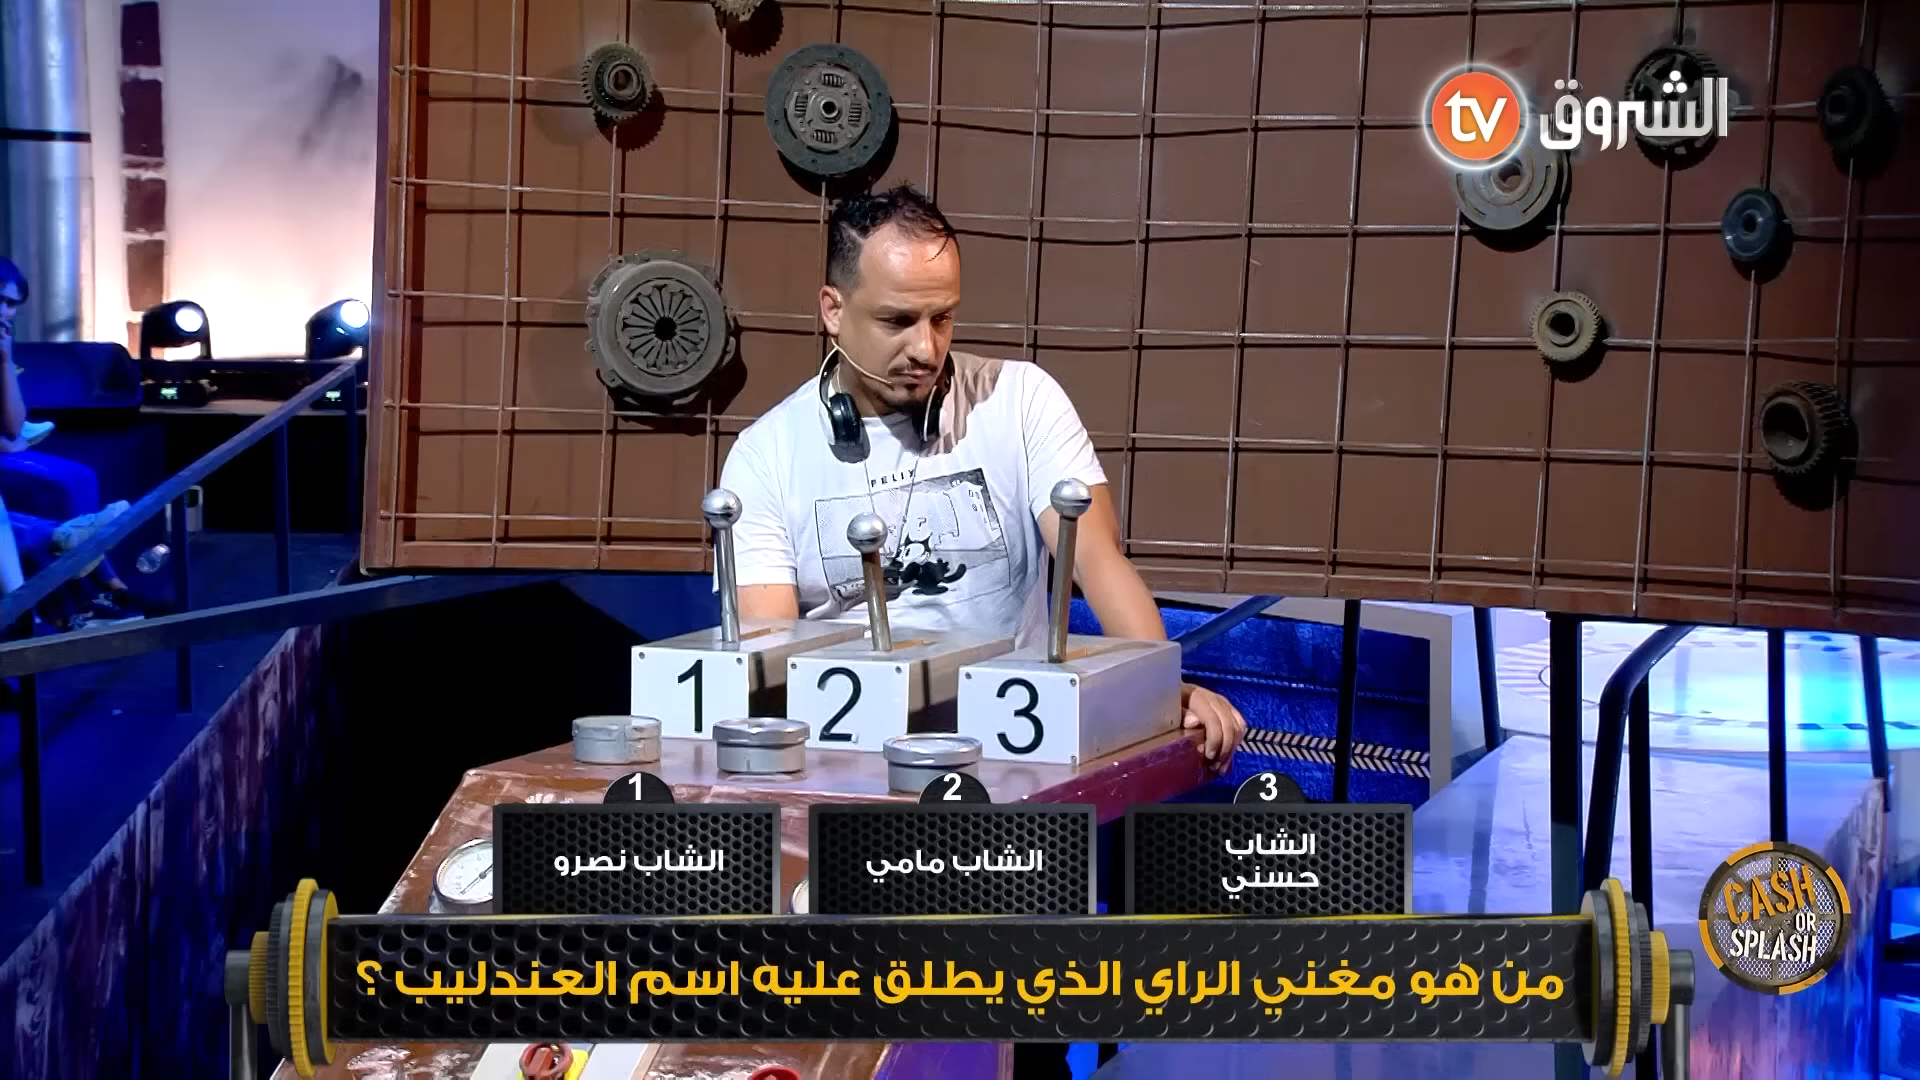 tv الشروق
FELIX
1
2
3
1
2
3
الشاب نصرو
الشاب مامي
الشاب
حسني
من هو مغني الراي الذي يطلق عليه اسم العندليب ؟
CASH
OR
SPLASH